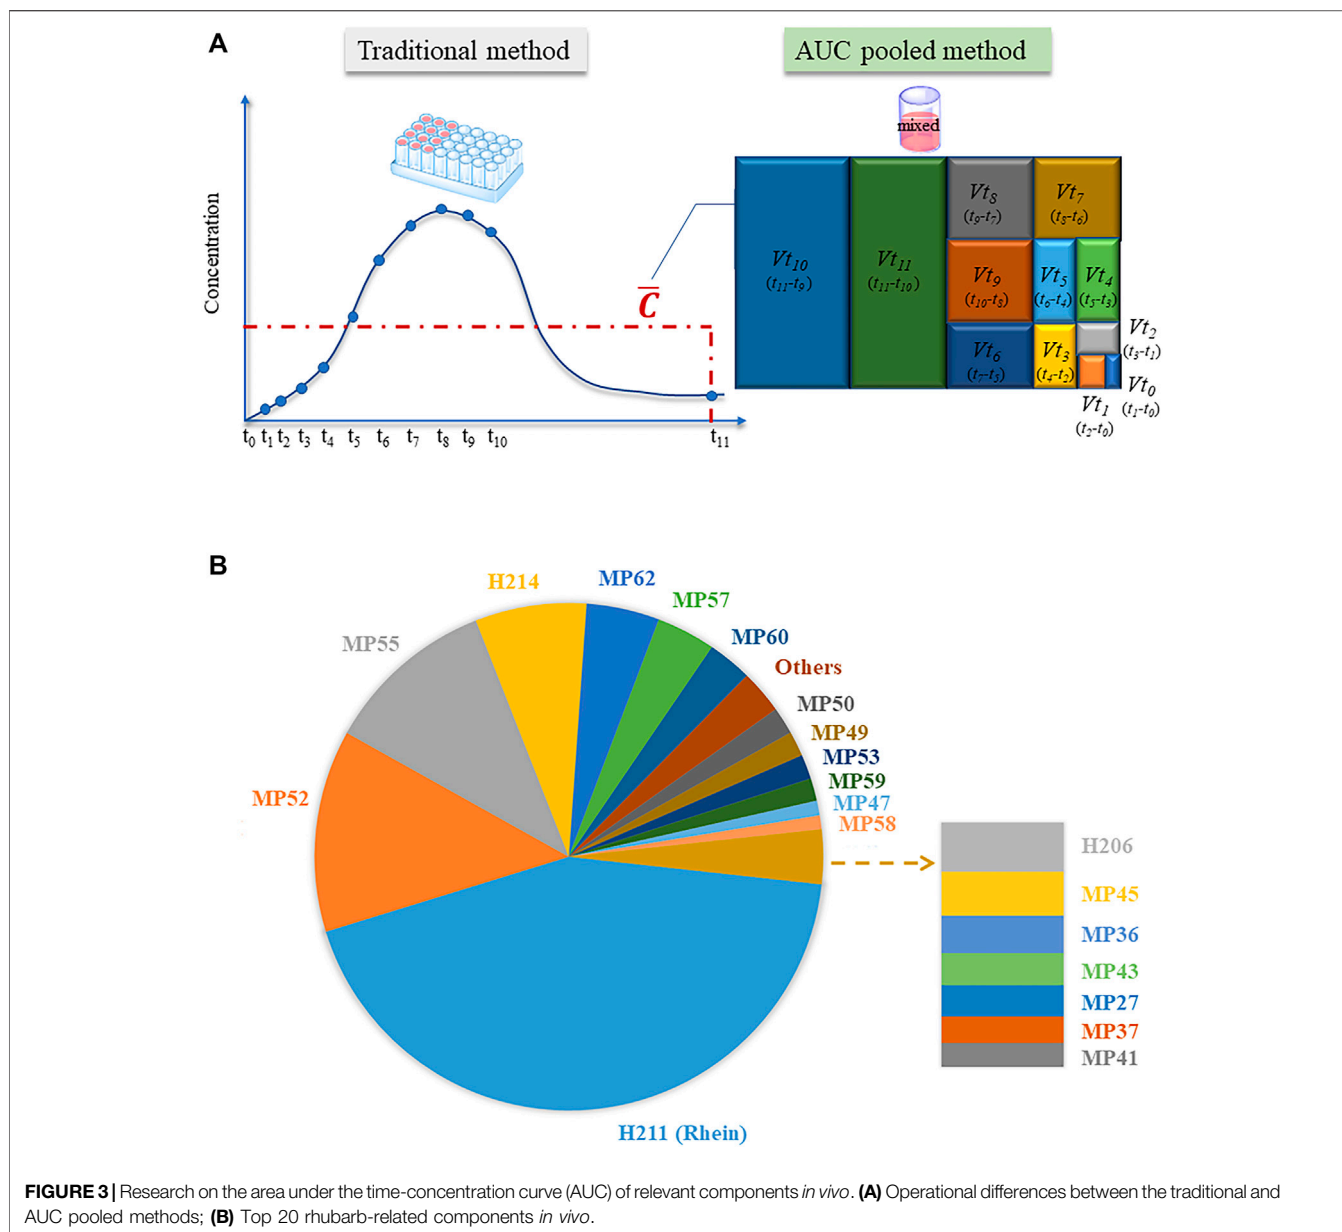 A
Traditional method
AUC pooled method
mixed
Concentration
C̅
t0 t1 t2 t3 t4 t5 t6 t7 t8 t9 t10 t11
Vt10
(t11-t9)
Vt11
(t11-t10)
Vt8
(t9-t7)
Vt7
(t8-t6)
Vt9
(t10-t8)
Vt5
(t6-t4)
Vt4
(t5-t3)
Vt6
(t7-t5)
Vt3
(t4-t2)
Vt2
(t3-t1)
Vt0
(t1-t0)
Vt1
(t2-t0)
B
H214
MP62
MP57
MP60
Others
MP50
MP49
MP53
MP59
MP47
MP58
MP55
MP52
H211 (Rhein)
H206
MP45
MP36
MP43
MP27
MP37
MP41
FIGURE 3 | Research on the area under the time-concentration curve (AUC) of relevant components in vivo. (A) Operational differences between the traditional and
AUC pooled methods; (B) Top 20 rhubarb-related components in vivo.